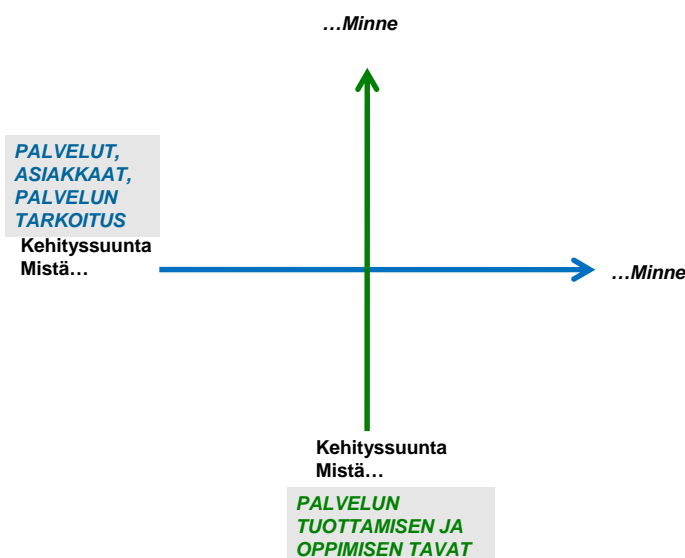 …Minne
PALVELUT,
ASIAKKAAT,
PALVELUN
TARKOITUS
Kehityssuunta
Mistä…
…Minne
Kehityssuunta
Mistä…
PALVELUN
TUOTTAMISEN JA
OPPIMISEN TAVAT